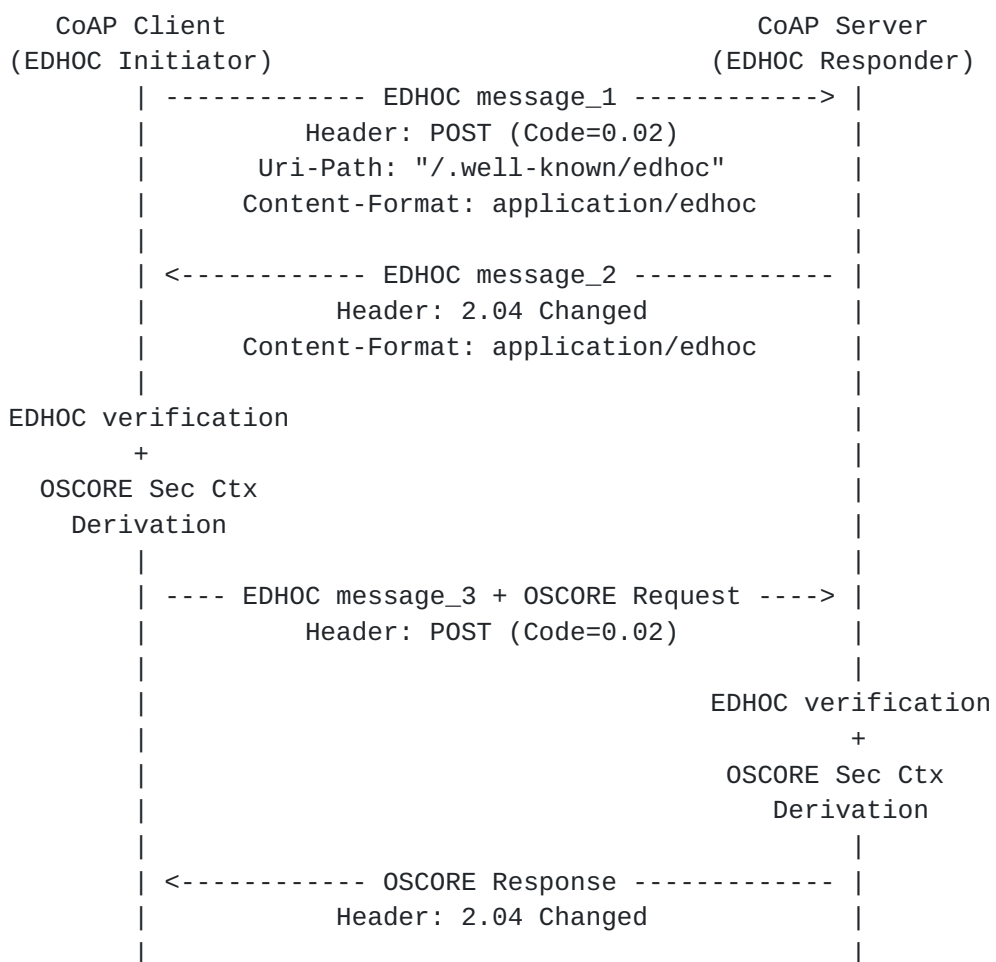 CoAP Client                                  CoAP Server
(EDHOC Initiator)                            (EDHOC Responder)
        | ------------- EDHOC message_1 ------------> |
        |          Header: POST (Code=0.02)           |
        |       Uri-Path: "/.well-known/edhoc"        |
        |      Content-Format: application/edhoc      |
        |                                             |
        | <------------ EDHOC message_2 ------------- |
        |            Header: 2.04 Changed             |
        |      Content-Format: application/edhoc      |
        |                                             |
EDHOC verification                                    |
        +                                             |
  OSCORE Sec Ctx                                      |
    Derivation                                        |
        |                                             |
        | ---- EDHOC message_3 + OSCORE Request ----> |
        |          Header: POST (Code=0.02)           |
        |                                             |
        |                                    EDHOC verification
        |                                             +
        |                                     OSCORE Sec Ctx
        |                                        Derivation
        |                                             |
        | <------------ OSCORE Response ------------- |
        |            Header: 2.04 Changed             |
        |                                             |